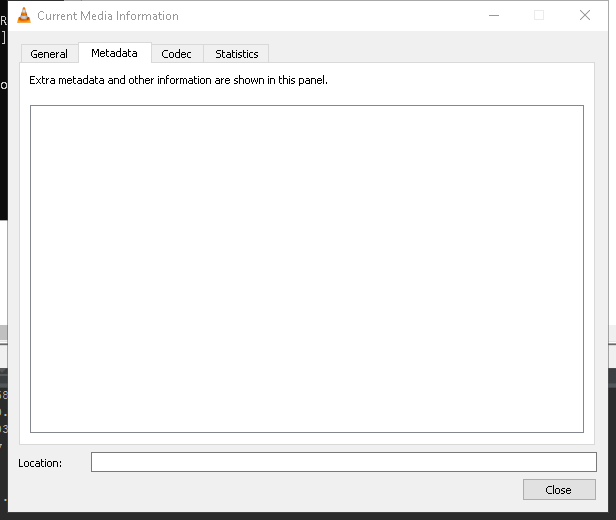 Current Media Information
General Metadata Codec Statistics
Extra metadata and other information are shown in this panel.
Location:
Close